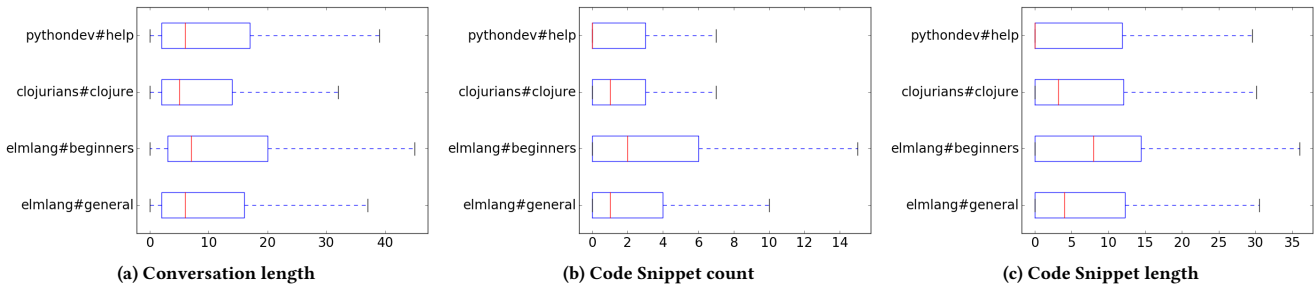 pythondev#help
clojurians#clojure
elmlang#beginners
elmlang#general
0 10 20 30 40
(a) Conversation length
pythondev#help
clojurians#clojure
elmlang#beginners
elmlang#general
0 2 4 6 8 10 12 14
(b) Code Snippet count
pythondev#help
clojurians#clojure
elmlang#beginners
elmlang#general
0 5 10 15 20 25 30 35
(c) Code Snippet length